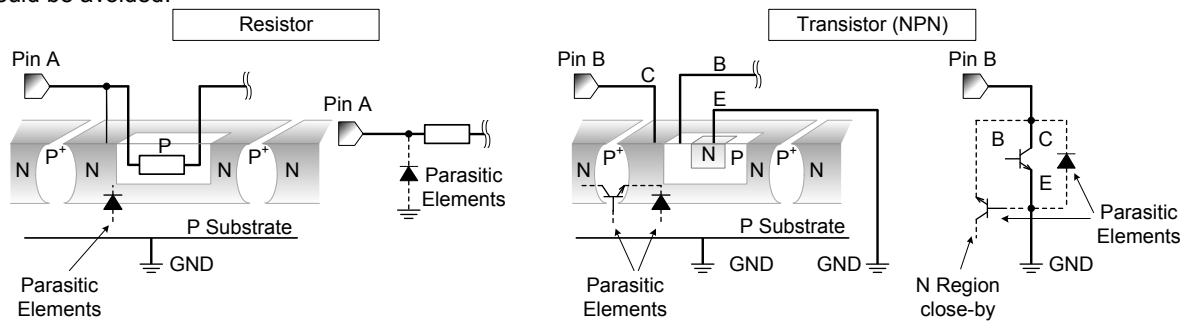 Resistor
Transistor (NPN)
Pin A
Pin A
N
P+
N
P
N
P+
N
Parasitic
Elements
P Substrate
GND
Parasitic
Elements
Pin B
C
B
E
N
P+
N
N
P
P+
N
P Substrate
GND
GND
Parasitic
Elements
Pin B
B
C
E
Parasitic
Elements
GND
N Region
close-by